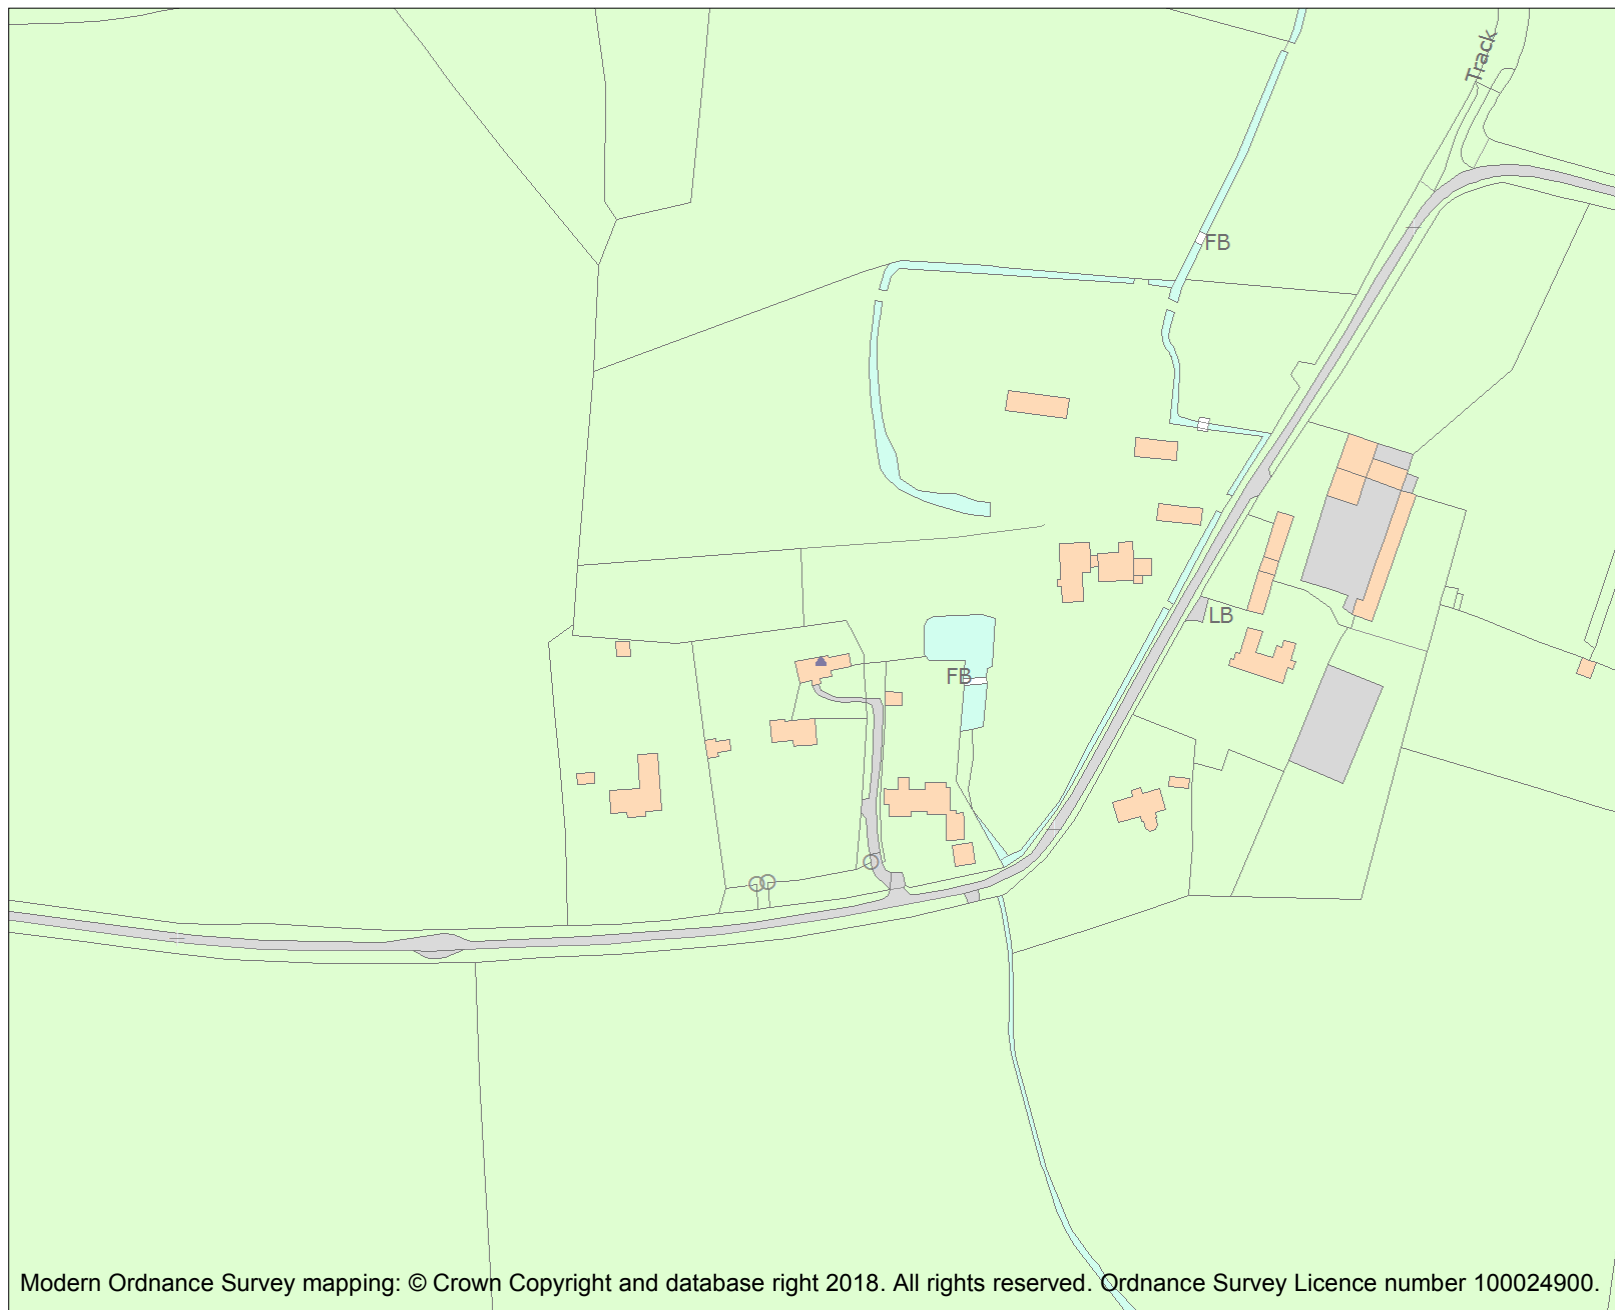 Track
FB
LB
FB
Modern Ordnance Survey mapping: © Crown Copyright and database right 2018. All rights reserved. Ordnance Survey Licence number 100024900.